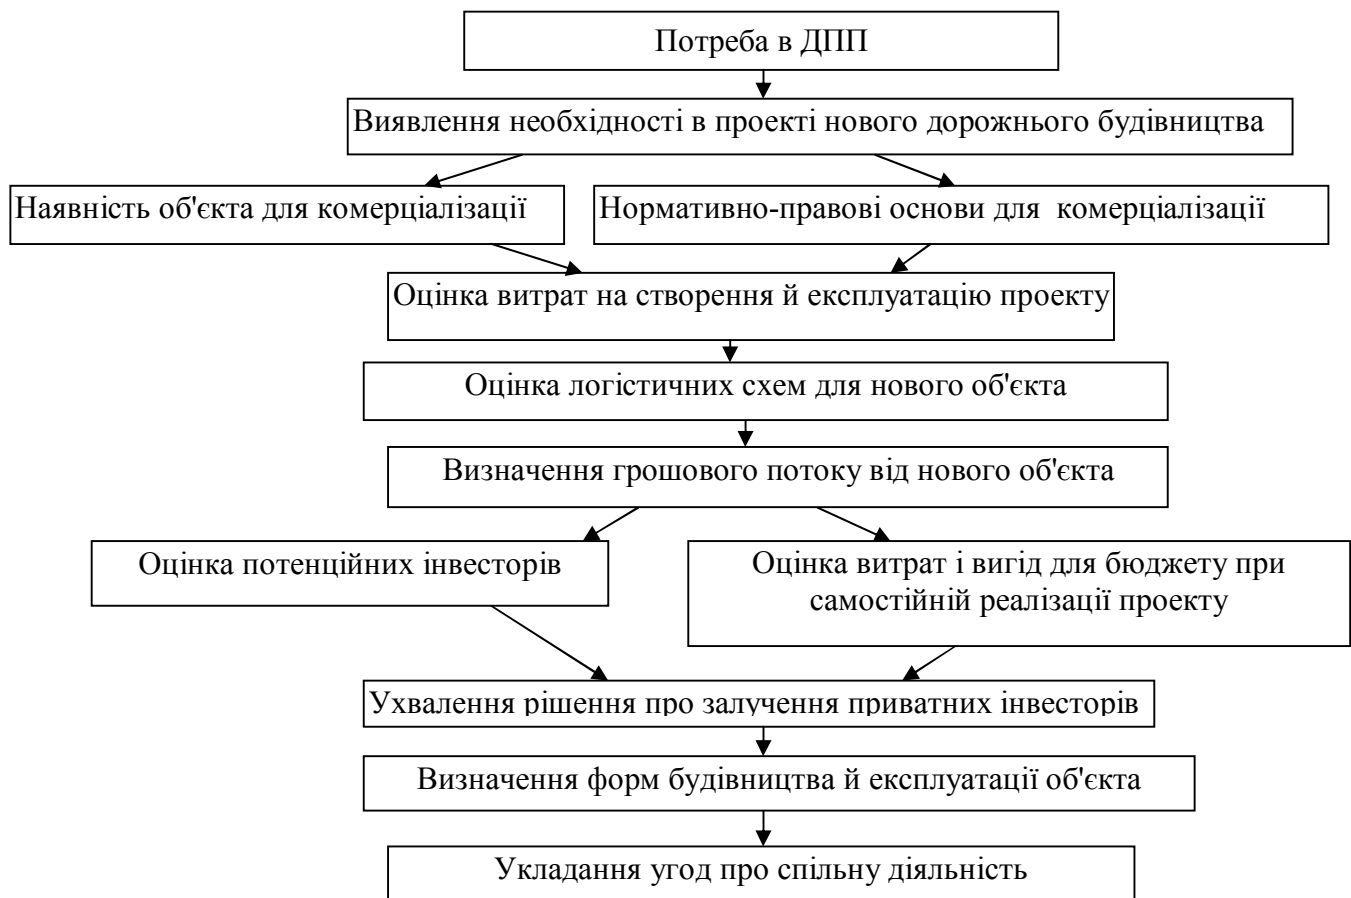 Потреба в ДПП
Виявлення необхідності в проекті нового дорожнього будівництва
Наявність об'єкта для комерціалізації
Нормативно-правові основи для комерціалізації
Оцінка витрат на створення й експлуатацію проекту
Оцінка логістичних схем для нового об'єкта
Визначення грошового потоку від нового об'єкта
Оцінка потенційних інвесторів
Оцінка витрат і вигід для бюджету при
самостійній реалізації проекту
Ухвалення рішення про залучення приватних інвесторів
Визначення форм будівництва й експлуатації об'єкта
Укладання угод про спільну діяльність